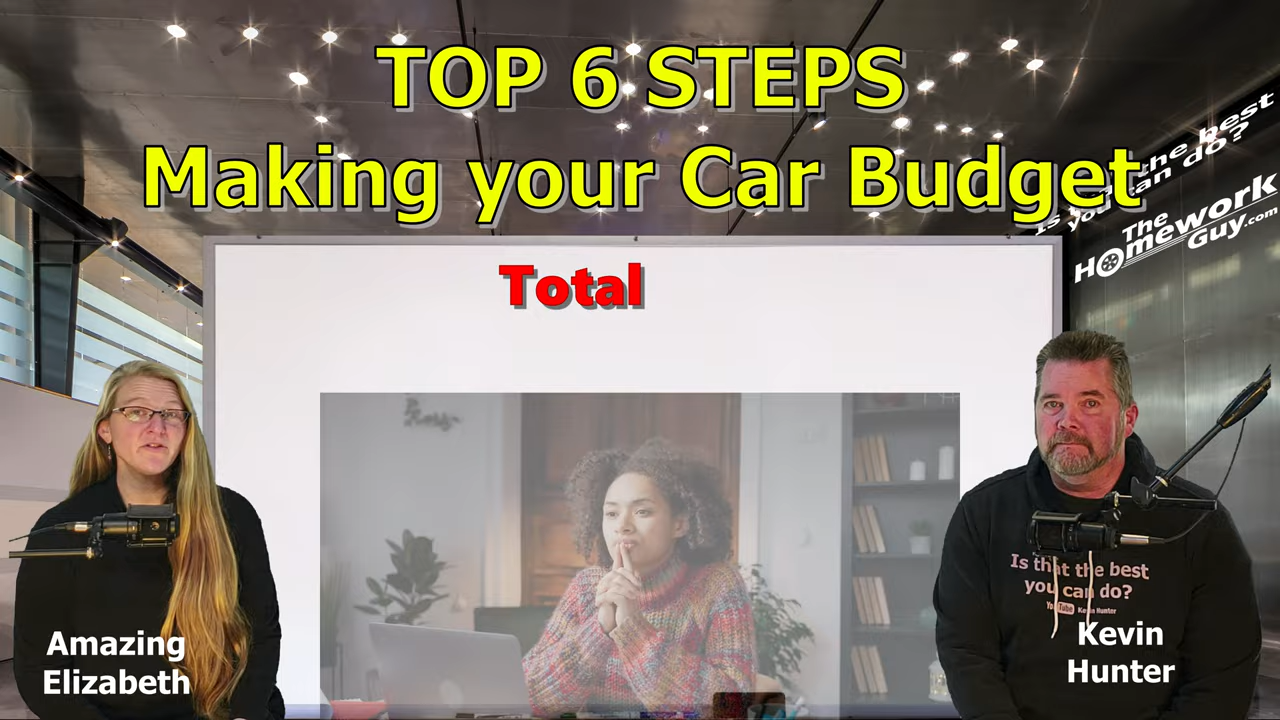 TOP 6 STEPS
Making your Car Budget
Total
Is that the best
you can do?
The
Homework
Guy.com
Is that the best
you can do?
YouTube Kevin Hunter
Amazing
Elizabeth
Kevin
Hunter